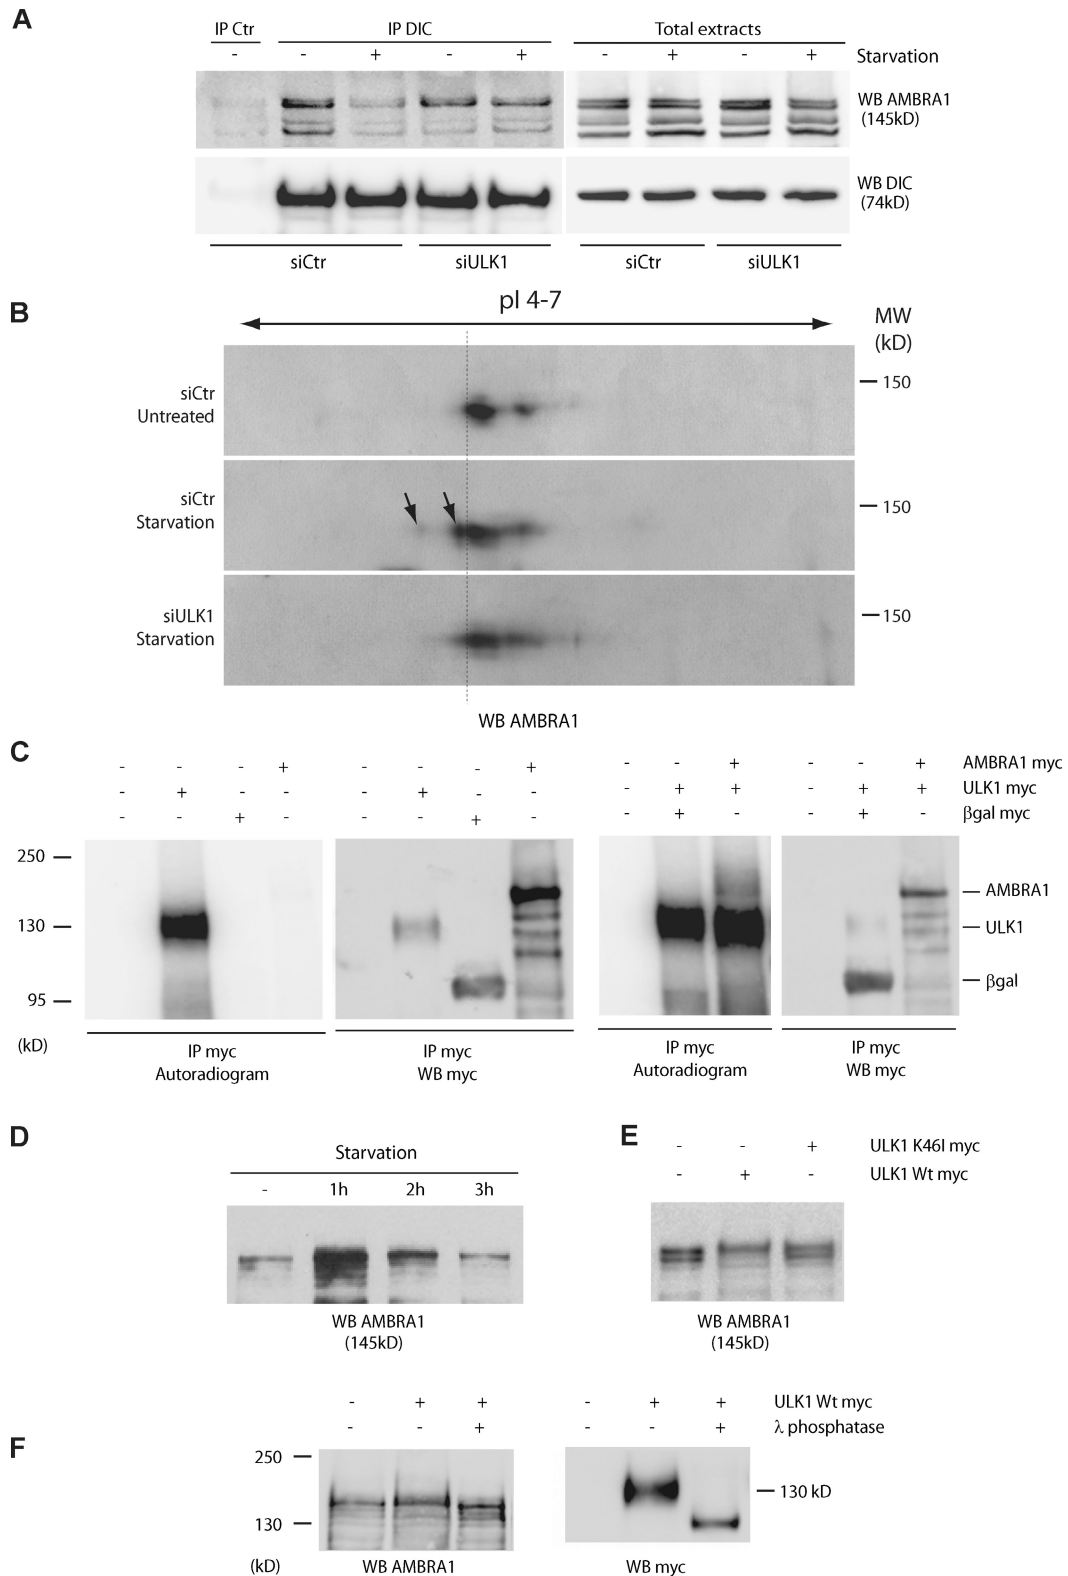 A
IP Ctr IP DIC Total extracts
- - + - + - + - + Starvation
WB AMBRA1
(145kD)
WB DIC
(74kD)
siCtr siULK1 siCtr siULK1
B
pI 4-7
MW
(kD)
siCtr
Untreated
150
siCtr
Starvation
150
siULK1
Starvation
150
WB AMBRA1
C
- - - + - - - + - - + - - + AMBRA1 myc
- + - - - + - - - + + - + + ULK1 myc
- - + - - - + - - + - - + - βgal myc
250
130
95
(kD)
AMBRA1
ULK1
βgal
IP myc
Autoradiogram
IP myc
WB myc
IP myc
Autoradiogram
IP myc
WB myc
D
Starvation
- 1h 2h 3h
WB AMBRA1
(145kD)
E
- - + ULK1 K46I myc
- + - ULK1 Wt myc
WB AMBRA1
(145kD)
F
- + + - + + ULK1 Wt myc
- - + - - + λ phosphatase
250
130
(kD)
130 kD
WB AMBRA1
WB myc